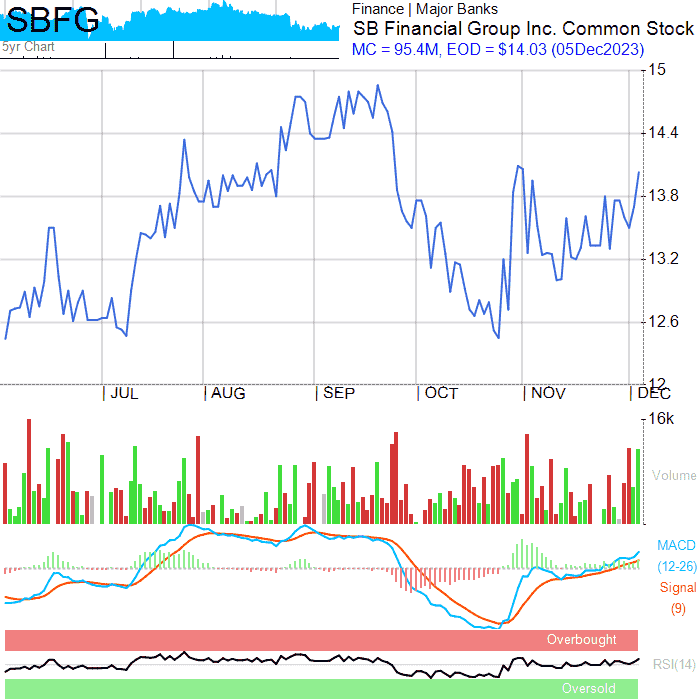 SBFG
5yr Chart
Finance | Major Banks
SB Financial Group Inc. Common Stock
MC = 95.4M, EOD = $14.03 (05Dec2023)
15
14.4
13.8
13.2
12.6
12
| JUL | AUG | SEP | OCT | NOV | DEC
16k
Volume
MACD
(12-26)
Signal
(9)
Overbought
RSI(14)
Oversold